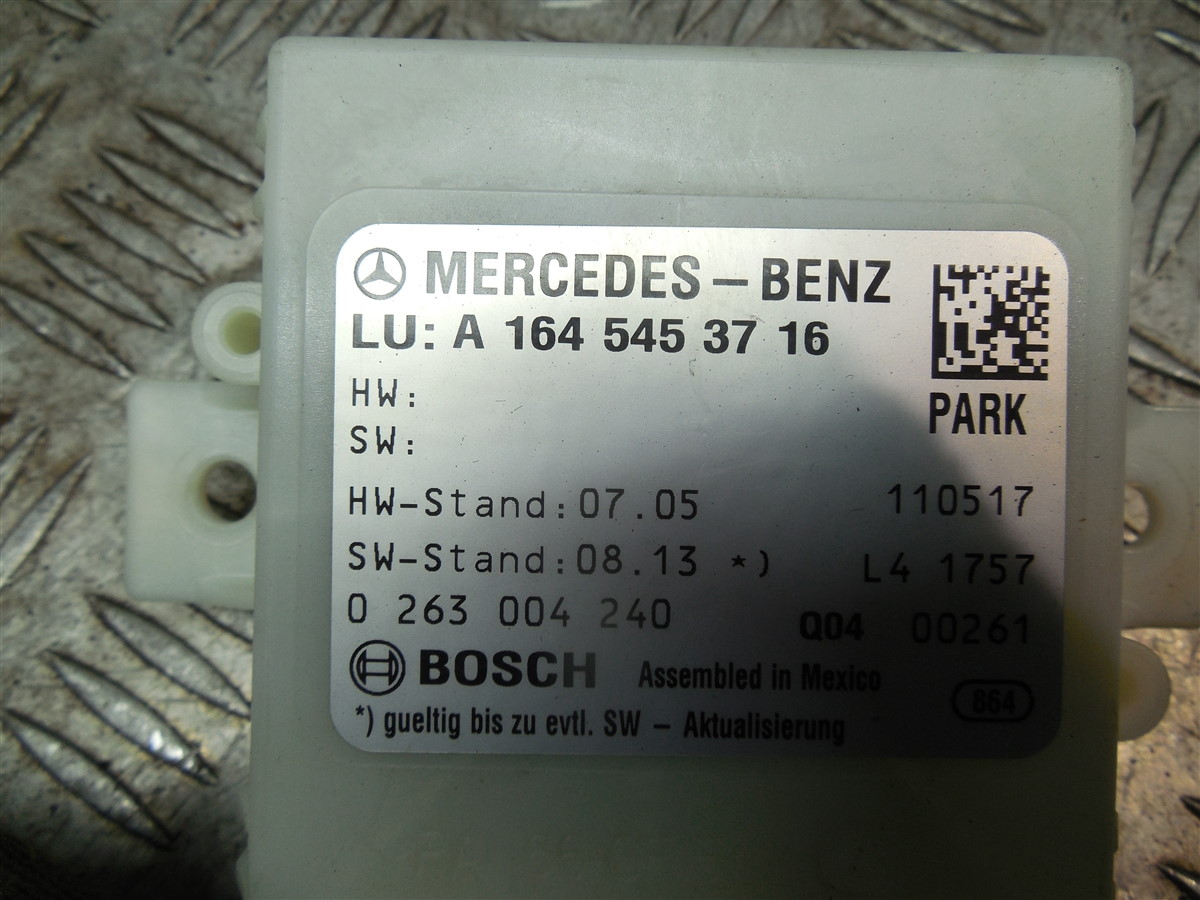 MERCEDES-BENZ
LU: A 164 545 37 16
HW:
SW:
PARK
HW-Stand:07.05 110517
SW-Stand:08.13 *) L4 1757
0 263 004 240 Q04 00261
BOSCH Assembled in Mexico
864
*) gueltig bis zu evtl. SW - Aktualisierung